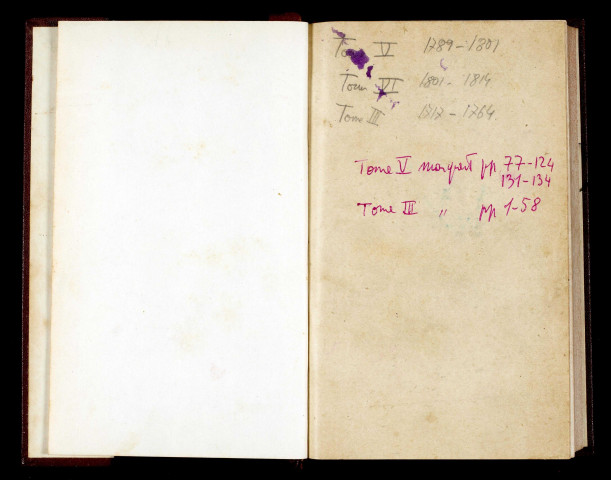 Tome V 1789-1801
Tome VI 1801-1814
Tome III 1717-1764
Tome V manquent pp 77-124
131-134
Tome III " pp 1-58